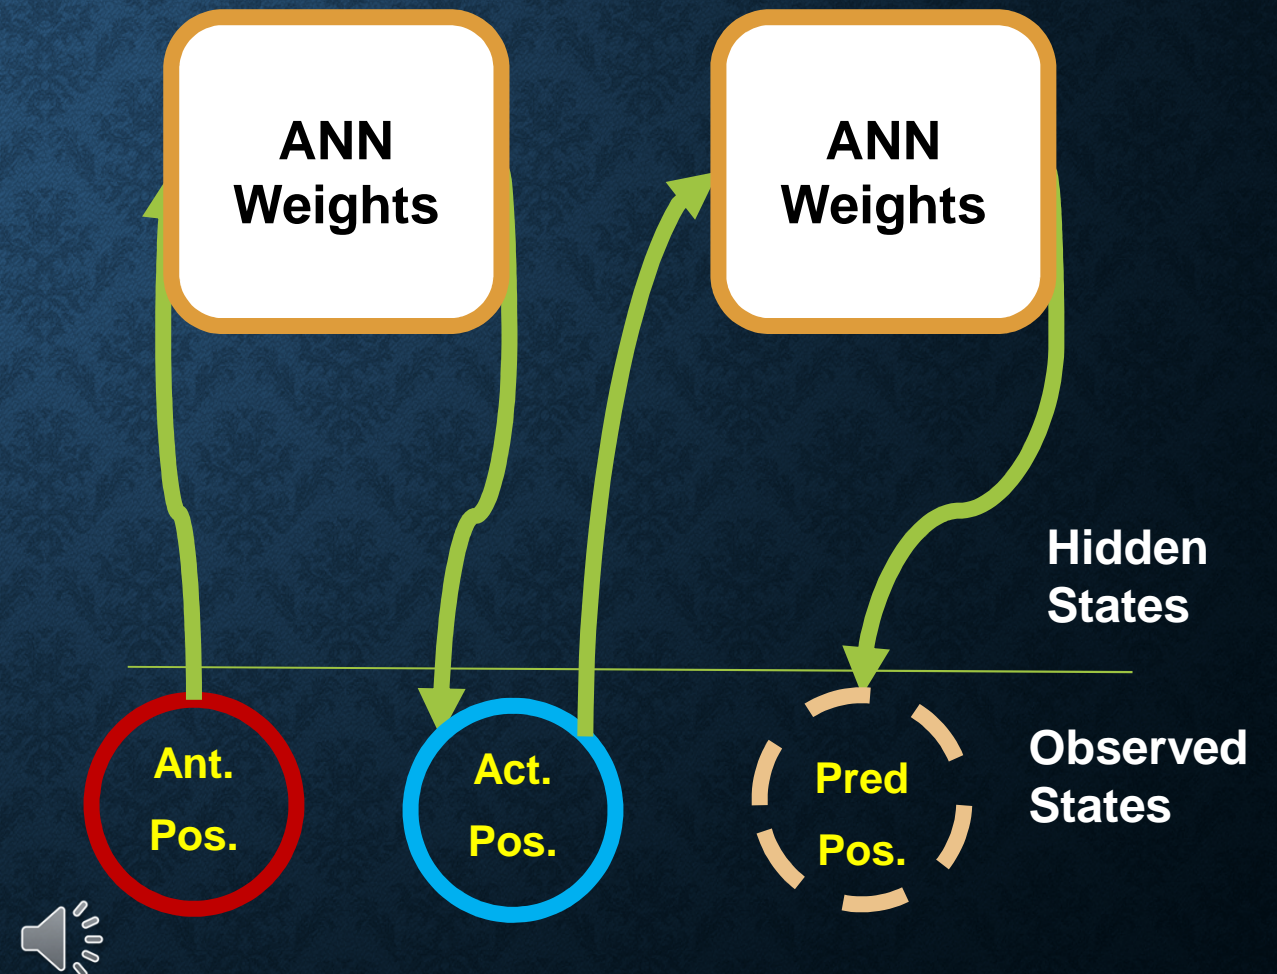 ANN
Weights
ANN
Weights
Hidden
States
Ant.
Pos.
Act.
Pos.
Pred
Pos.
Observed
States